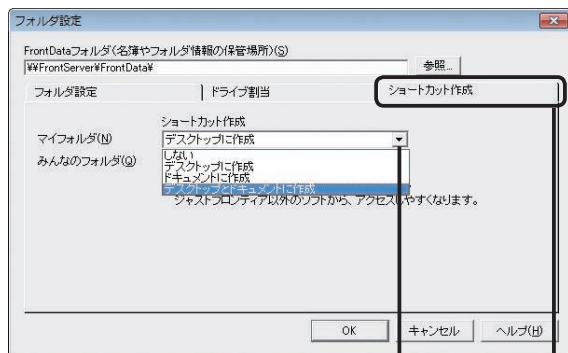 フォルダ設定
FrontDataフォルダ(名簿やフォルダ情報の保管場所)(S)
¥¥FrontServer¥FrontData¥
参照...
フォルダ設定
ドライブ割当
ショートカット作成
ショートカット作成
マイフォルダ(N)
デスクトップに作成
みんなのフォルダ(Q)
しない
デスクトップに作成
ドキュメントに作成
デスクトップとドキュメントに作成
ジャストフロンティア以外のソフトから、アクセスしやすくなります。
OK
キャンセル
ヘルプ(H)